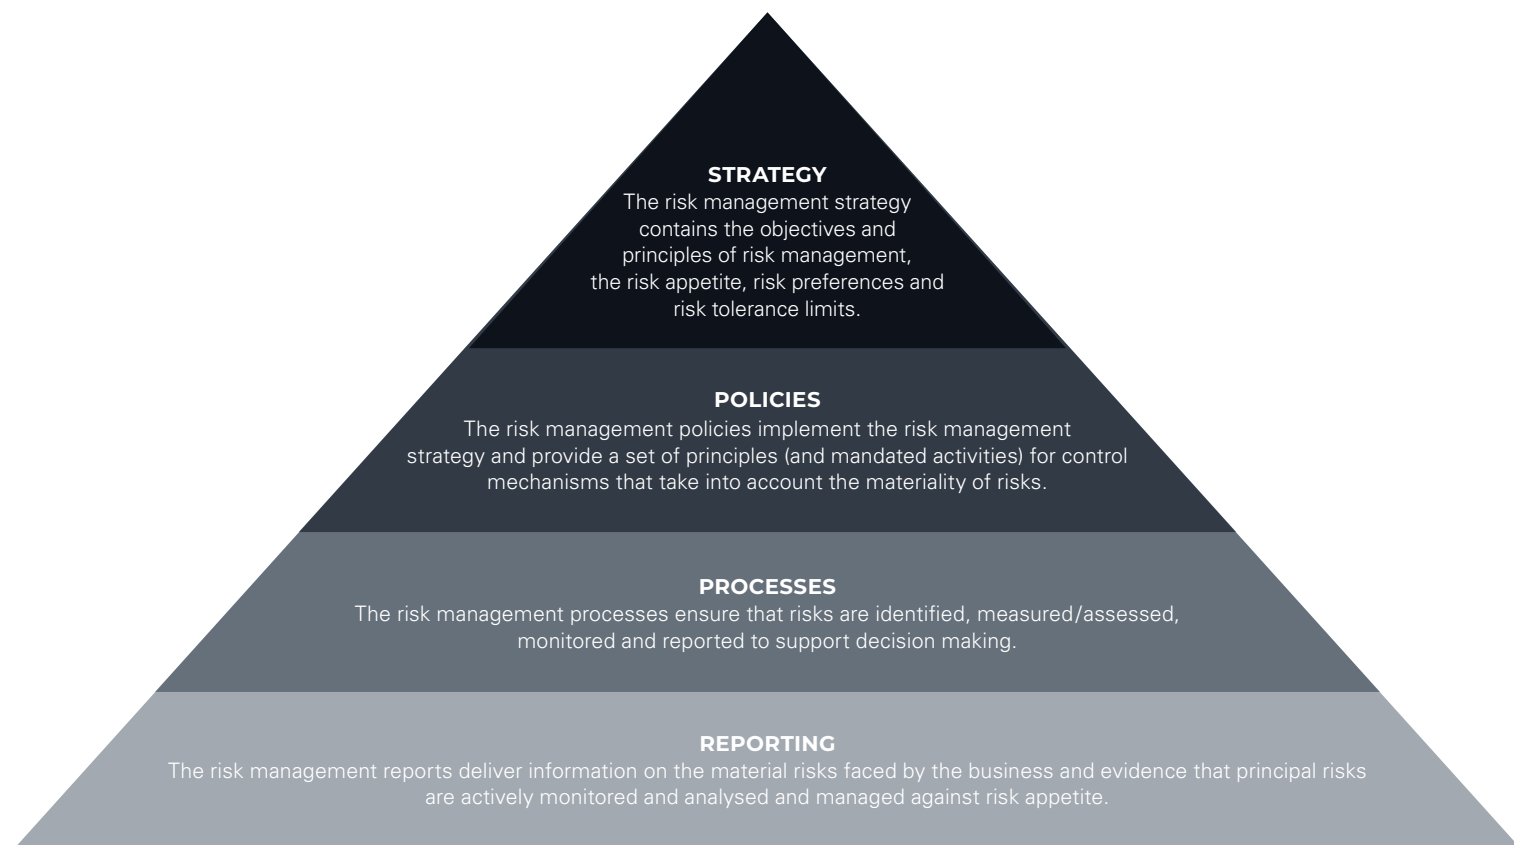 STRATEGY
The risk management strategy
contains the objectives and
principles of risk management,
the risk appetite, risk preferences and
risk tolerance limits.
POLICIES
The risk management policies implement the risk management
strategy and provide a set of principles (and mandated activities) for control
mechanisms that take into account the materiality of risks.
PROCESSES
The risk management processes ensure that risks are identified, measured/assessed,
monitored and reported to support decision making.
REPORTING
The risk management reports deliver information on the material risks faced by the business and evidence that principal risks
are actively monitored and analysed and managed against risk appetite.